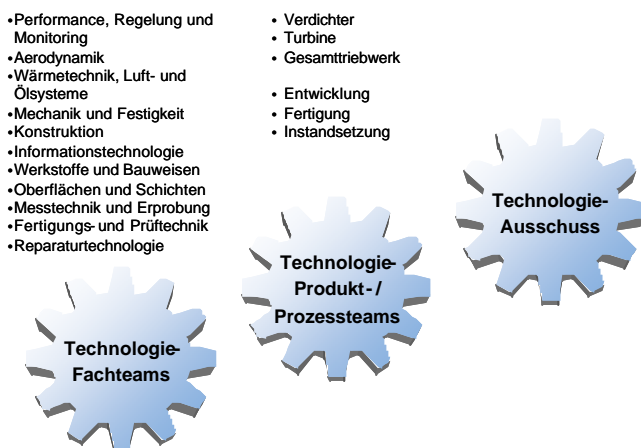 •Performance, Regelung und
Monitoring
•Aerodynamik
•Wärmetechnik, Luft- und
Ölsysteme
•Mechanik und Festigkeit
•Konstruktion
•Informationstechnologie
•Werkstoffe und Bauweisen
•Oberflächen und Schichten
•Messtechnik und Erprobung
•Fertigungs- und Prüftechnik
•Reparaturtechnologie
• Verdichter
• Turbine
• Gesamttriebwerk
• Entwicklung
• Fertigung
• Instandsetzung
Technologie-
Fachteams
Technologie-
Produkt-/
Prozessteams
Technologie-
Ausschuss